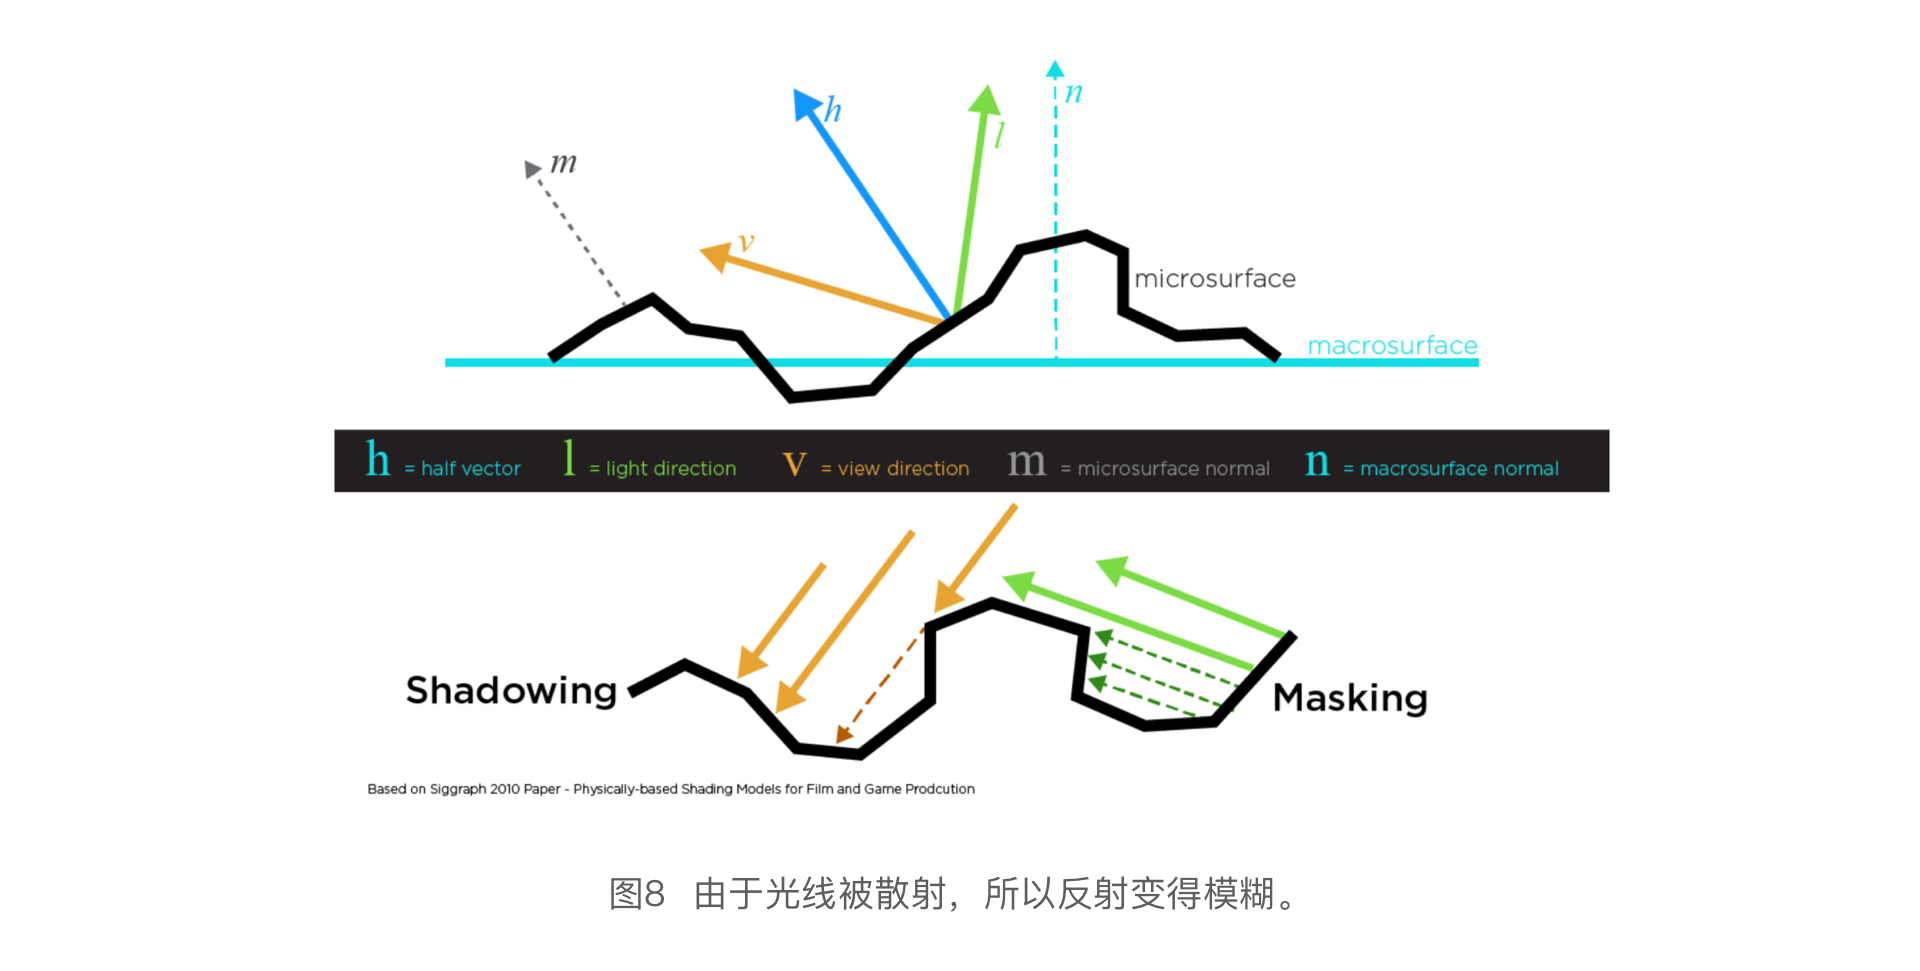 n
h
l
m
v
microsurface
macrosurface
h = half vector l = light direction v = view direction m = microsurface normal n = macrosurface normal
Shadowing
Masking
Based on Siggraph 2010 Paper - Physically-based Shading Models for Film and Game Prodcution
图8 由于光线被散射，所以反射变得模糊。